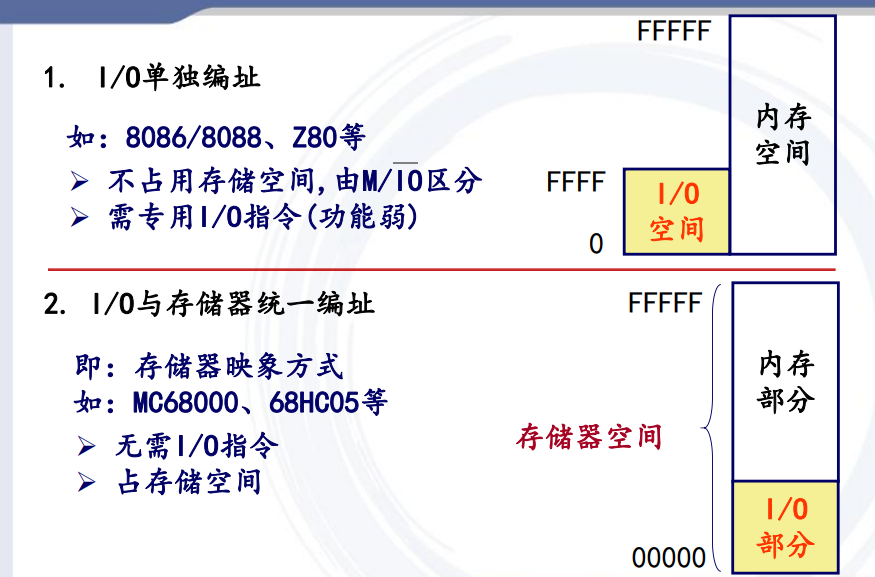 FFFFF
1. I/O单独编址
内存
空间
如：8086/8088、Z80等
➢ 不占用存储空间,由M/I̅O̅区分
FFFF
I/O
空间
➢ 需专用I/O指令(功能弱)
0
2. I/O与存储器统一编址
FFFFF
即：存储器映象方式
内存
部分
如：MC68000、68HC05等
➢ 无需I/O指令
存储器空间
➢ 占存储空间
I/O
部分
00000